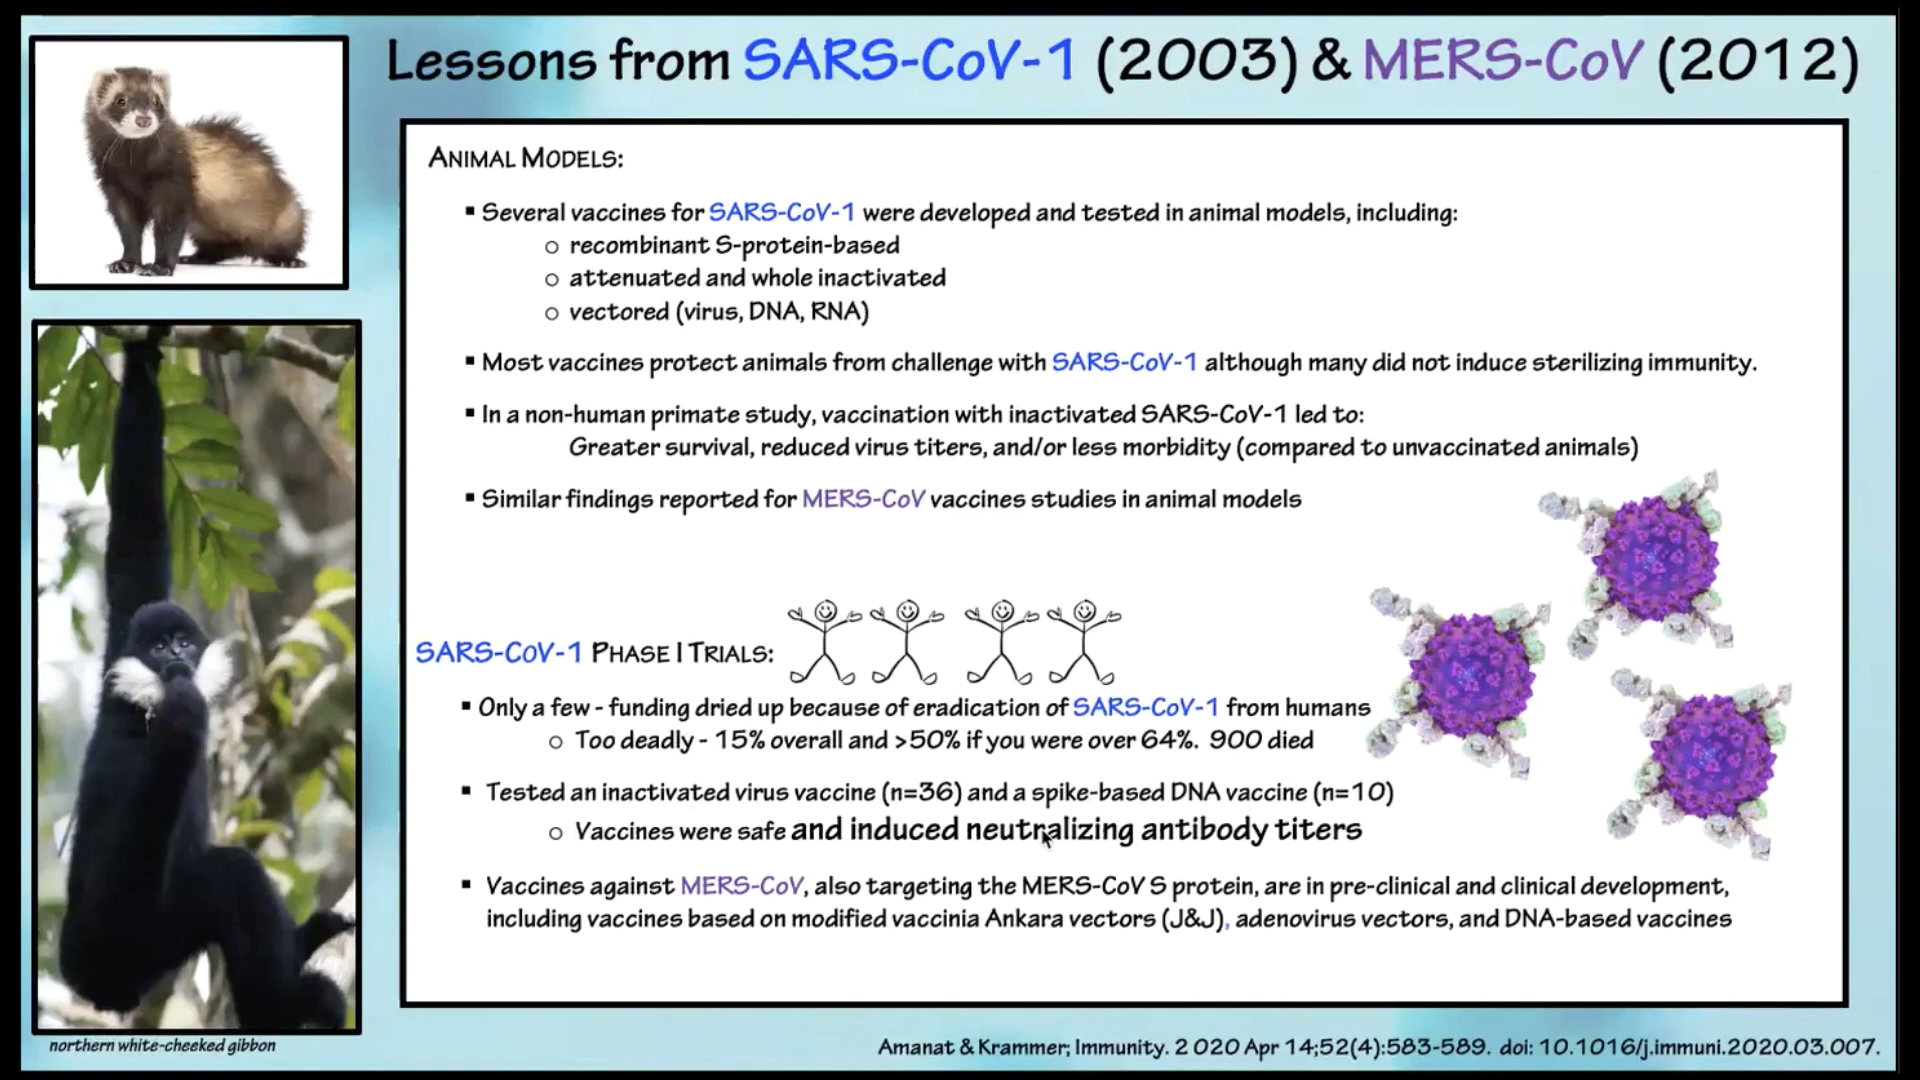 Lessons from SARS-CoV-1 (2003) & MERS-CoV (2012)
ANIMAL MODELS:
▪ Several vaccines for SARS-CoV-1 were developed and tested in animal models, including:
○ recombinant S-protein-based
○ attenuated and whole inactivated
○ vectored (virus, DNA, RNA)
▪ Most vaccines protect animals from challenge with SARS-CoV-1 although many did not induce sterilizing immunity.
▪ In a non-human primate study, vaccination with inactivated SARS-CoV-1 led to:
Greater survival, reduced virus titers, and/or less morbidity (compared to unvaccinated animals)
▪ Similar findings reported for MERS-CoV vaccines studies in animal models
SARS-CoV-1 PHASE I TRIALS:
▪ Only a few - funding dried up because of eradication of SARS-CoV-1 from humans
○ Too deadly - 15% overall and >50% if you were over 64%. 900 died
▪ Tested an inactivated virus vaccine (n=36) and a spike-based DNA vaccine (n=10)
○ Vaccines were safe and induced neutralizing antibody titers
▪ Vaccines against MERS-CoV, also targeting the MERS-CoV S protein, are in pre-clinical and clinical development,
including vaccines based on modified vaccinia Ankara vectors (J&J), adenovirus vectors, and DNA-based vaccines
northern white-cheeked gibbon
Amanat & Krammer; Immunity. 2020 Apr 14;52(4):583-589. doi: 10.1016/j.immuni.2020.03.007.